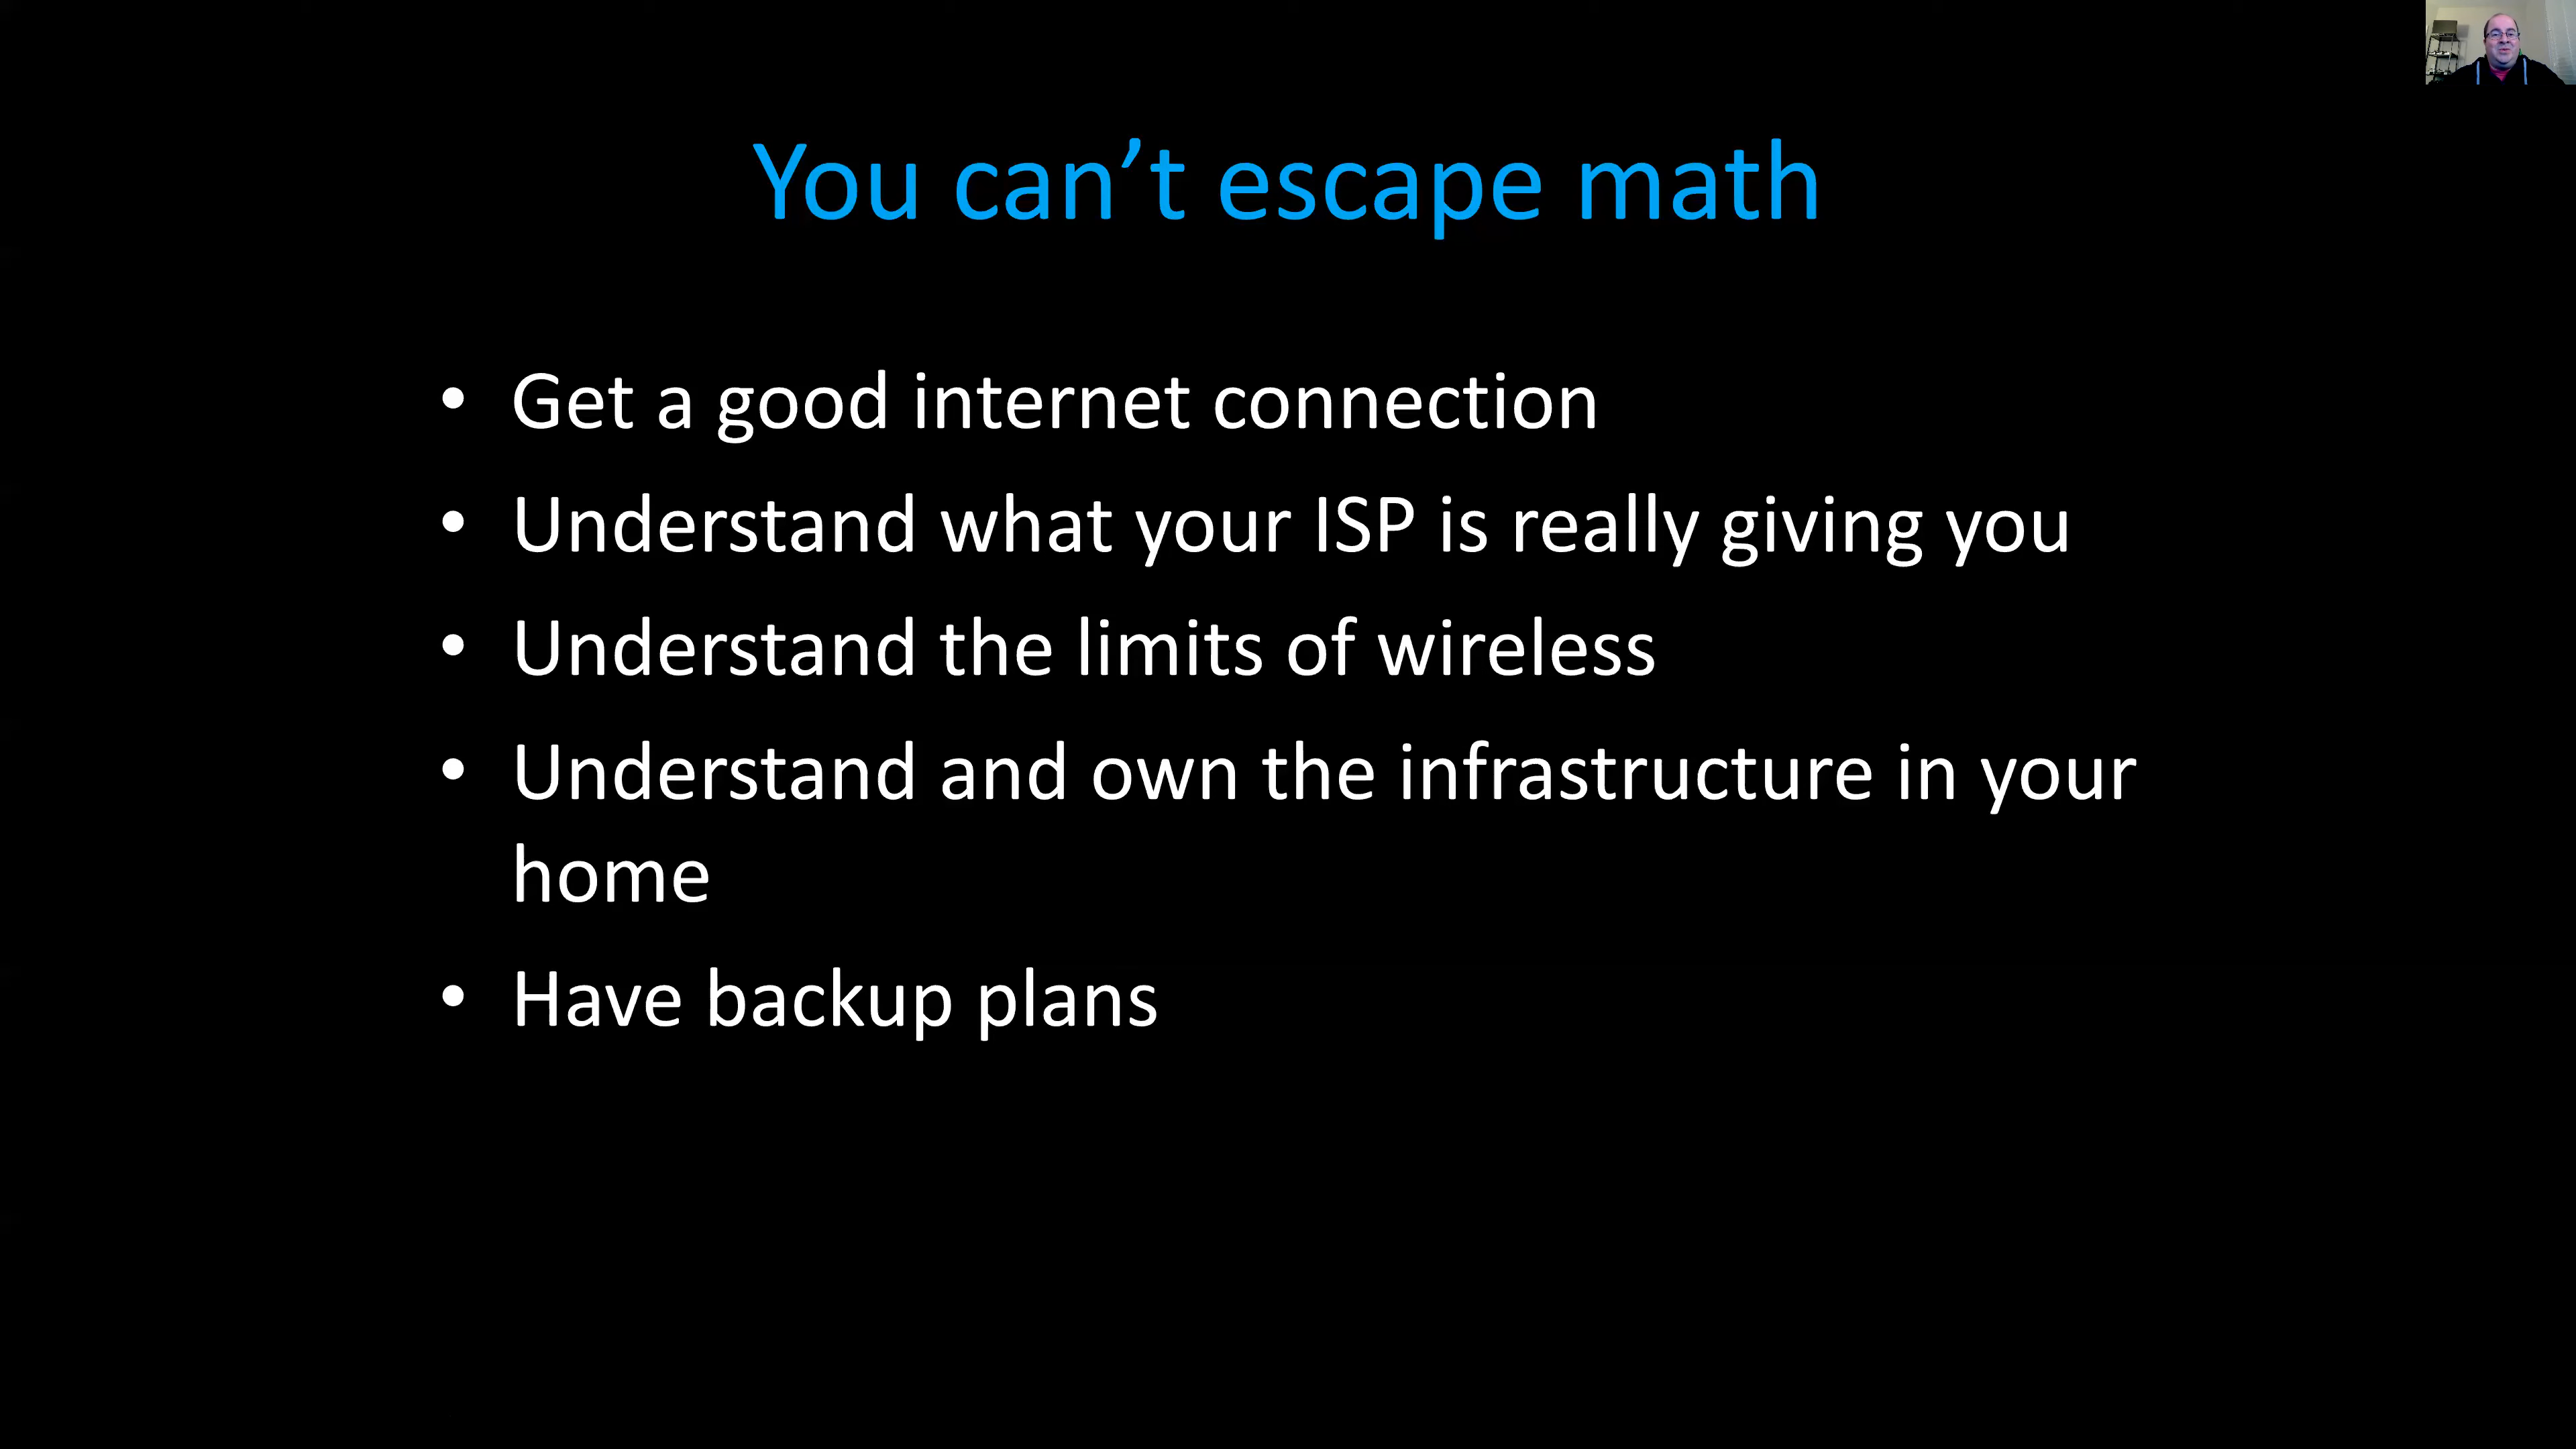 You can’t escape math
• Get a good internet connection
• Understand what your ISP is really giving you
• Understand the limits of wireless
• Understand and own the infrastructure in your
home
• Have backup plans